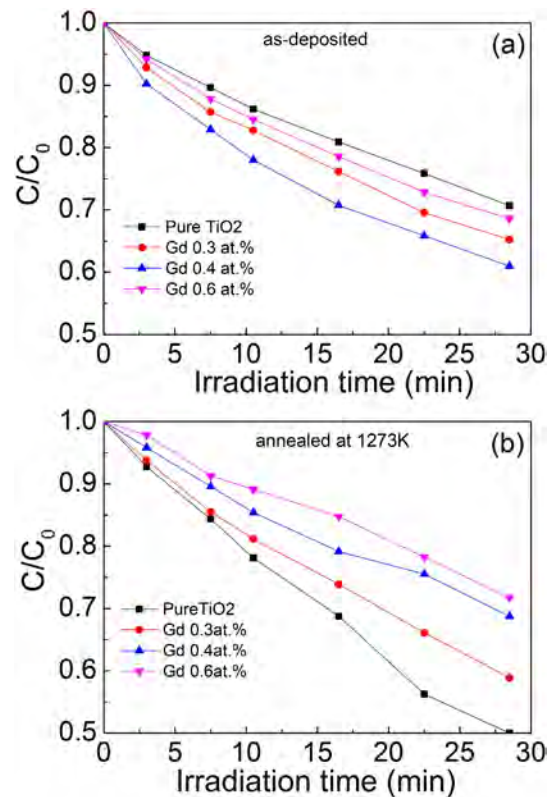 as-deposited
(a)
C/C0
1.0
0.9
0.8
0.7
0.6
0.5
Pure TiO2
Gd 0.3 at.%
Gd 0.4 at.%
Gd 0.6 at.%
0 5 10 15 20 25 30
Irradiation time (min)
annealed at 1273K
(b)
C/C0
1.0
0.9
0.8
0.7
0.6
0.5
PureTiO2
Gd 0.3at.%
Gd 0.4at.%
Gd 0.6at.%
0 5 10 15 20 25 30
Irradiation time (min)